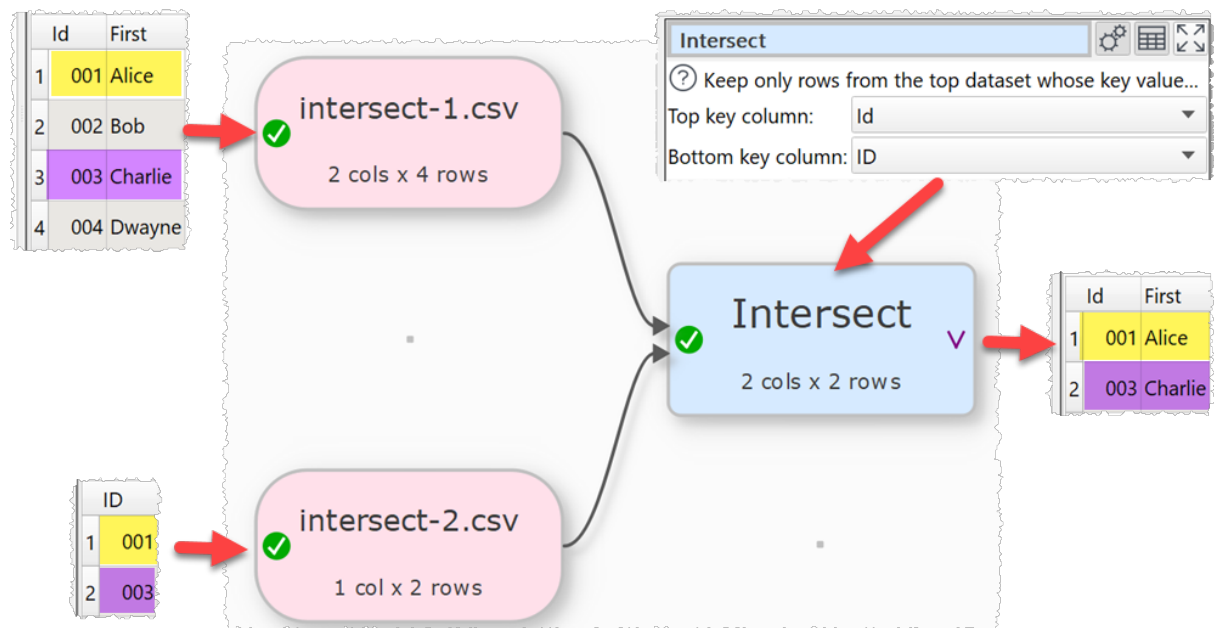 Id First
1 001 Alice
2 002 Bob
3 003 Charlie
4 004 Dwayne
intersect-1.csv
2 cols x 4 rows
Intersect
? Keep only rows from the top dataset whose key value...
Top key column: Id
Bottom key column: ID
Intersect
V
2 cols x 2 rows
Id First
1 001 Alice
2 003 Charlie
ID
1 001
2 003
intersect-2.csv
1 col x 2 rows